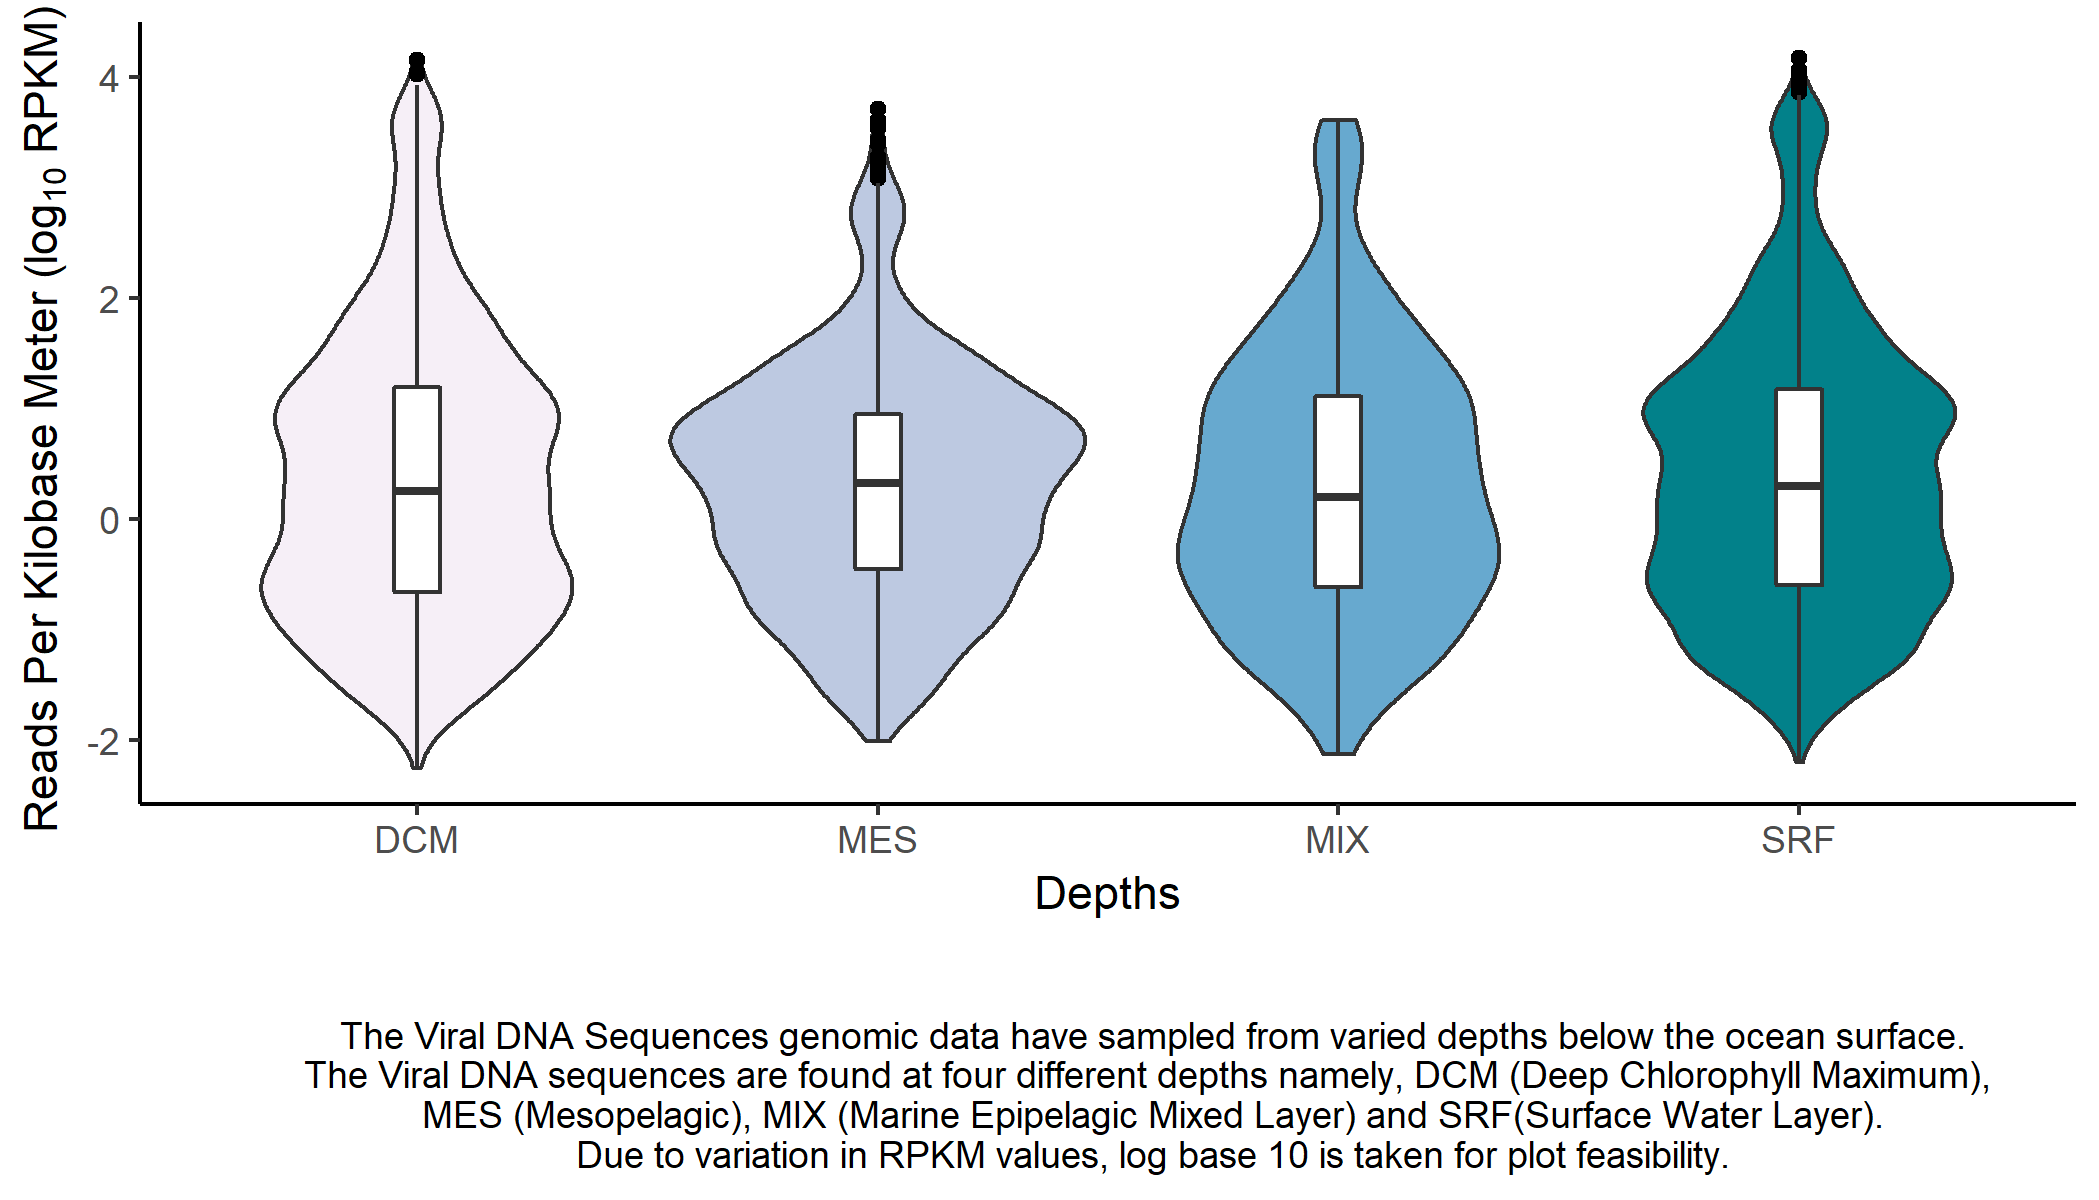 Reads Per Kilobase Meter (log10 RPKM)
4
2
0
-2
DCM
MES
MIX
SRF
Depths
The Viral DNA Sequences genomic data have sampled from varied depths below the ocean surface.
The Viral DNA sequences are found at four different depths namely, DCM (Deep Chlorophyll Maximum),
MES (Mesopelagic), MIX (Marine Epipelagic Mixed Layer) and SRF(Surface Water Layer).
Due to variation in RPKM values, log base 10 is taken for plot feasibility.